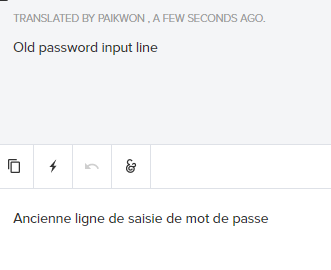 TRANSLATED BY PAIKWON , A FEW SECONDS AGO.
Old password input line
Ancienne ligne de saisie de mot de passe